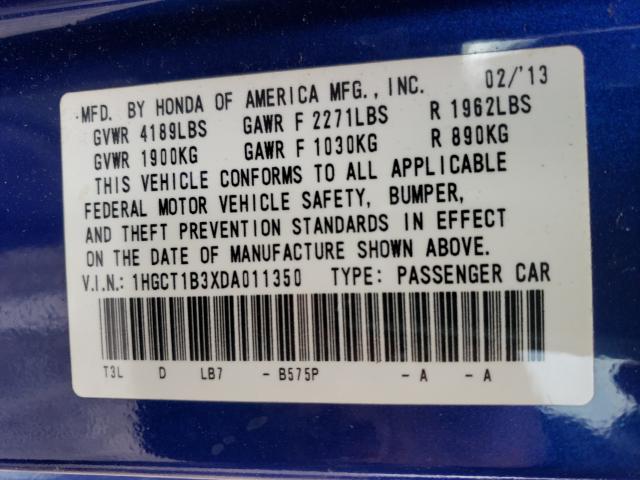 MFD. BY HONDA OF AMERICA MFG., INC. 02/'13
GVWR 4189LBS GAWR F 2271LBS R 1962LBS
GVWR 1900KG GAWR F 1030KG R 890KG
THIS VEHICLE CONFORMS TO ALL APPLICABLE
FEDERAL MOTOR VEHICLE SAFETY, BUMPER,
AND THEFT PREVENTION STANDARDS IN EFFECT
ON THE DATE OF MANUFACTURE SHOWN ABOVE.
V.I.N.: 1HGCT1B3XDA011350 TYPE: PASSENGER CAR
T3L D LB7 - B575P - A - A